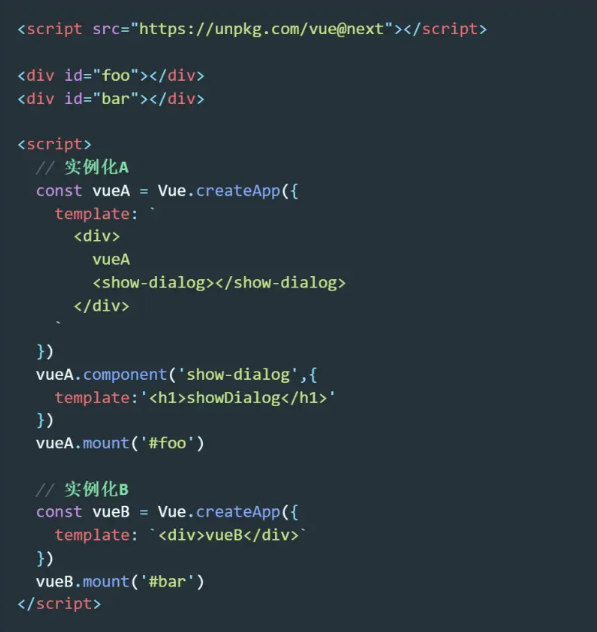 <script src="https://unpkg.com/vue@next"></script>
<div id="foo"></div>
<div id="bar"></div>
<script>
// 实例化A
const vueA = Vue.createApp({
template: `
<div>
vueA
<show-dialog></show-dialog>
</div>
`
})
vueA.component('show-dialog',{
template:'<h1>showDialog</h1>'
})
vueA.mount('#foo')
// 实例化B
const vueB = Vue.createApp({
template: `<div>vueB</div>`
})
vueB.mount('#bar')
</script>